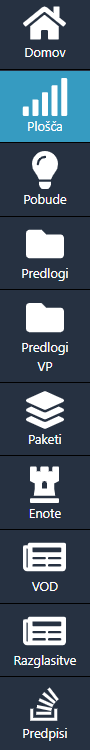 Domov
Plošča
Pobude
Predlogi
Predlogi
VP
Paketi
Enote
VOD
Razglasitve
Predpisi